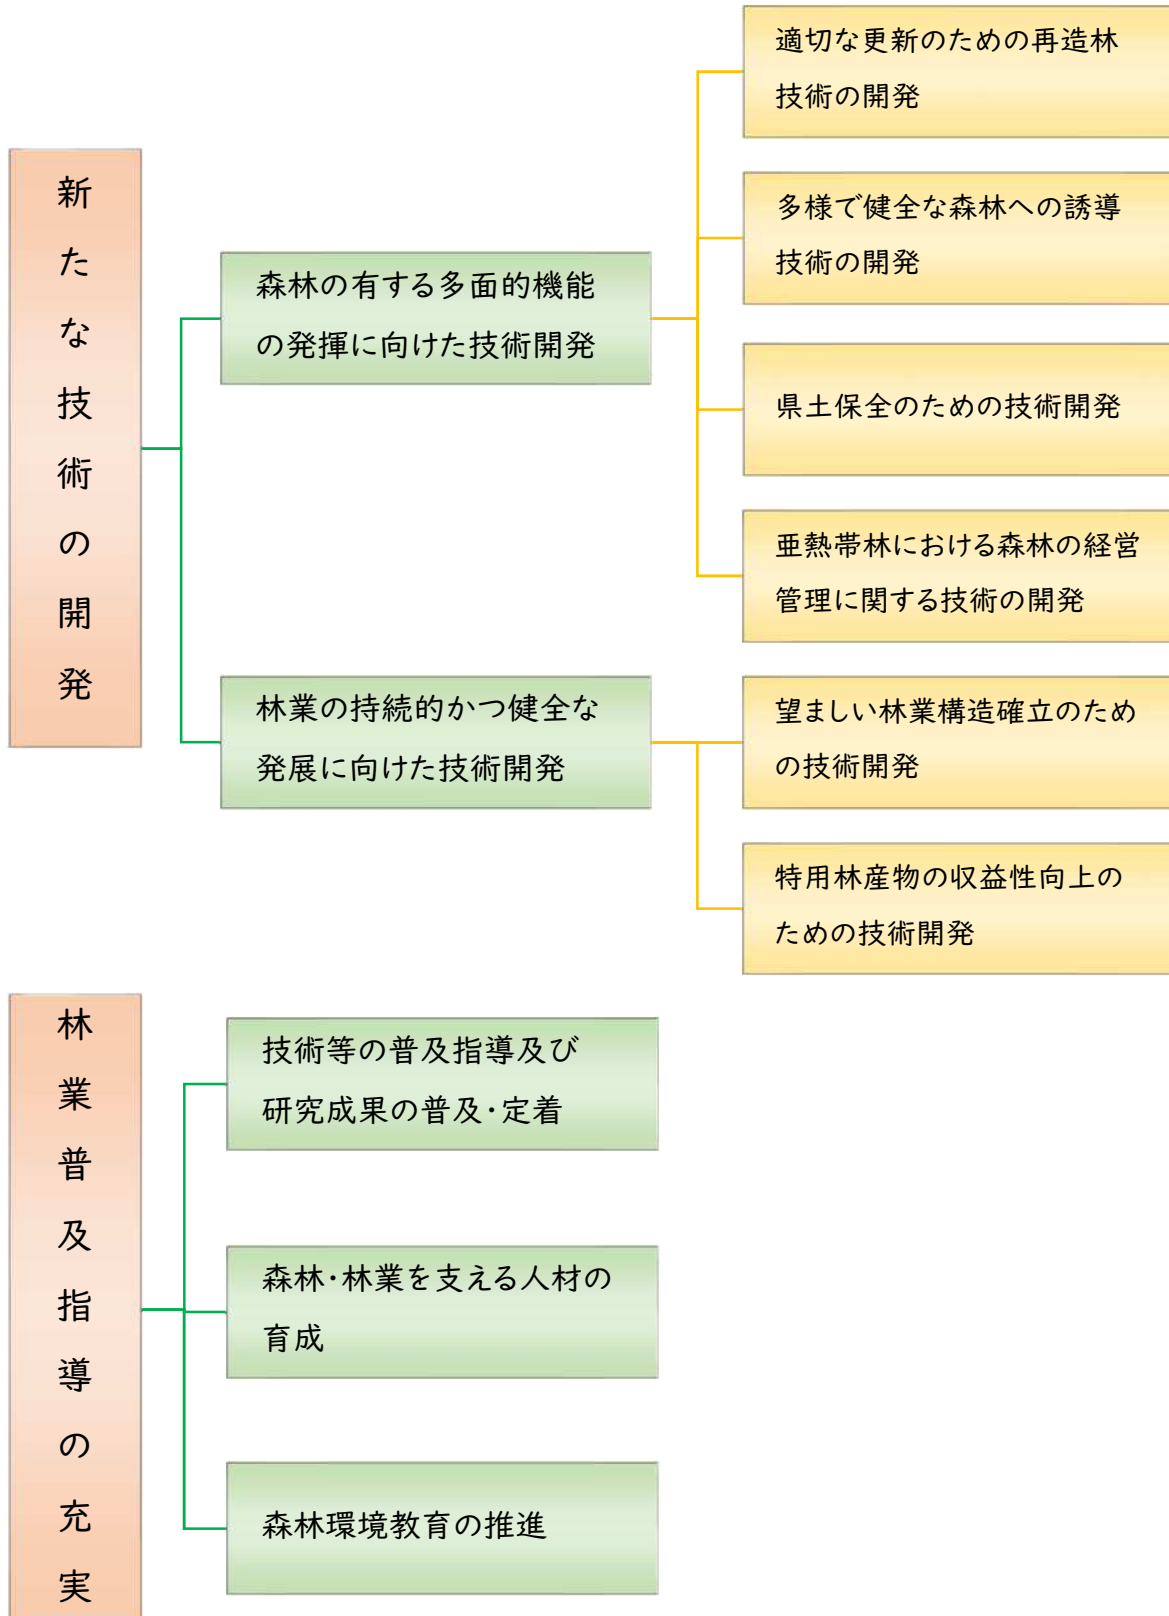 新たな技術の開発
森林の有する多面的機能
の発揮に向けた技術開発
適切な更新のための再造林
技術の開発
多様で健全な森林への誘導
技術の開発
県土保全のための技術開発
亜熱帯林における森林の経営
管理に関する技術の開発
林業の持続的かつ健全な
発展に向けた技術開発
望ましい林業構造確立のため
の技術開発
特用林産物の収益性向上の
ための技術開発
林業普及指導の充実
技術等の普及指導及び
研究成果の普及・定着
森林・林業を支える人材の
育成
森林環境教育の推進